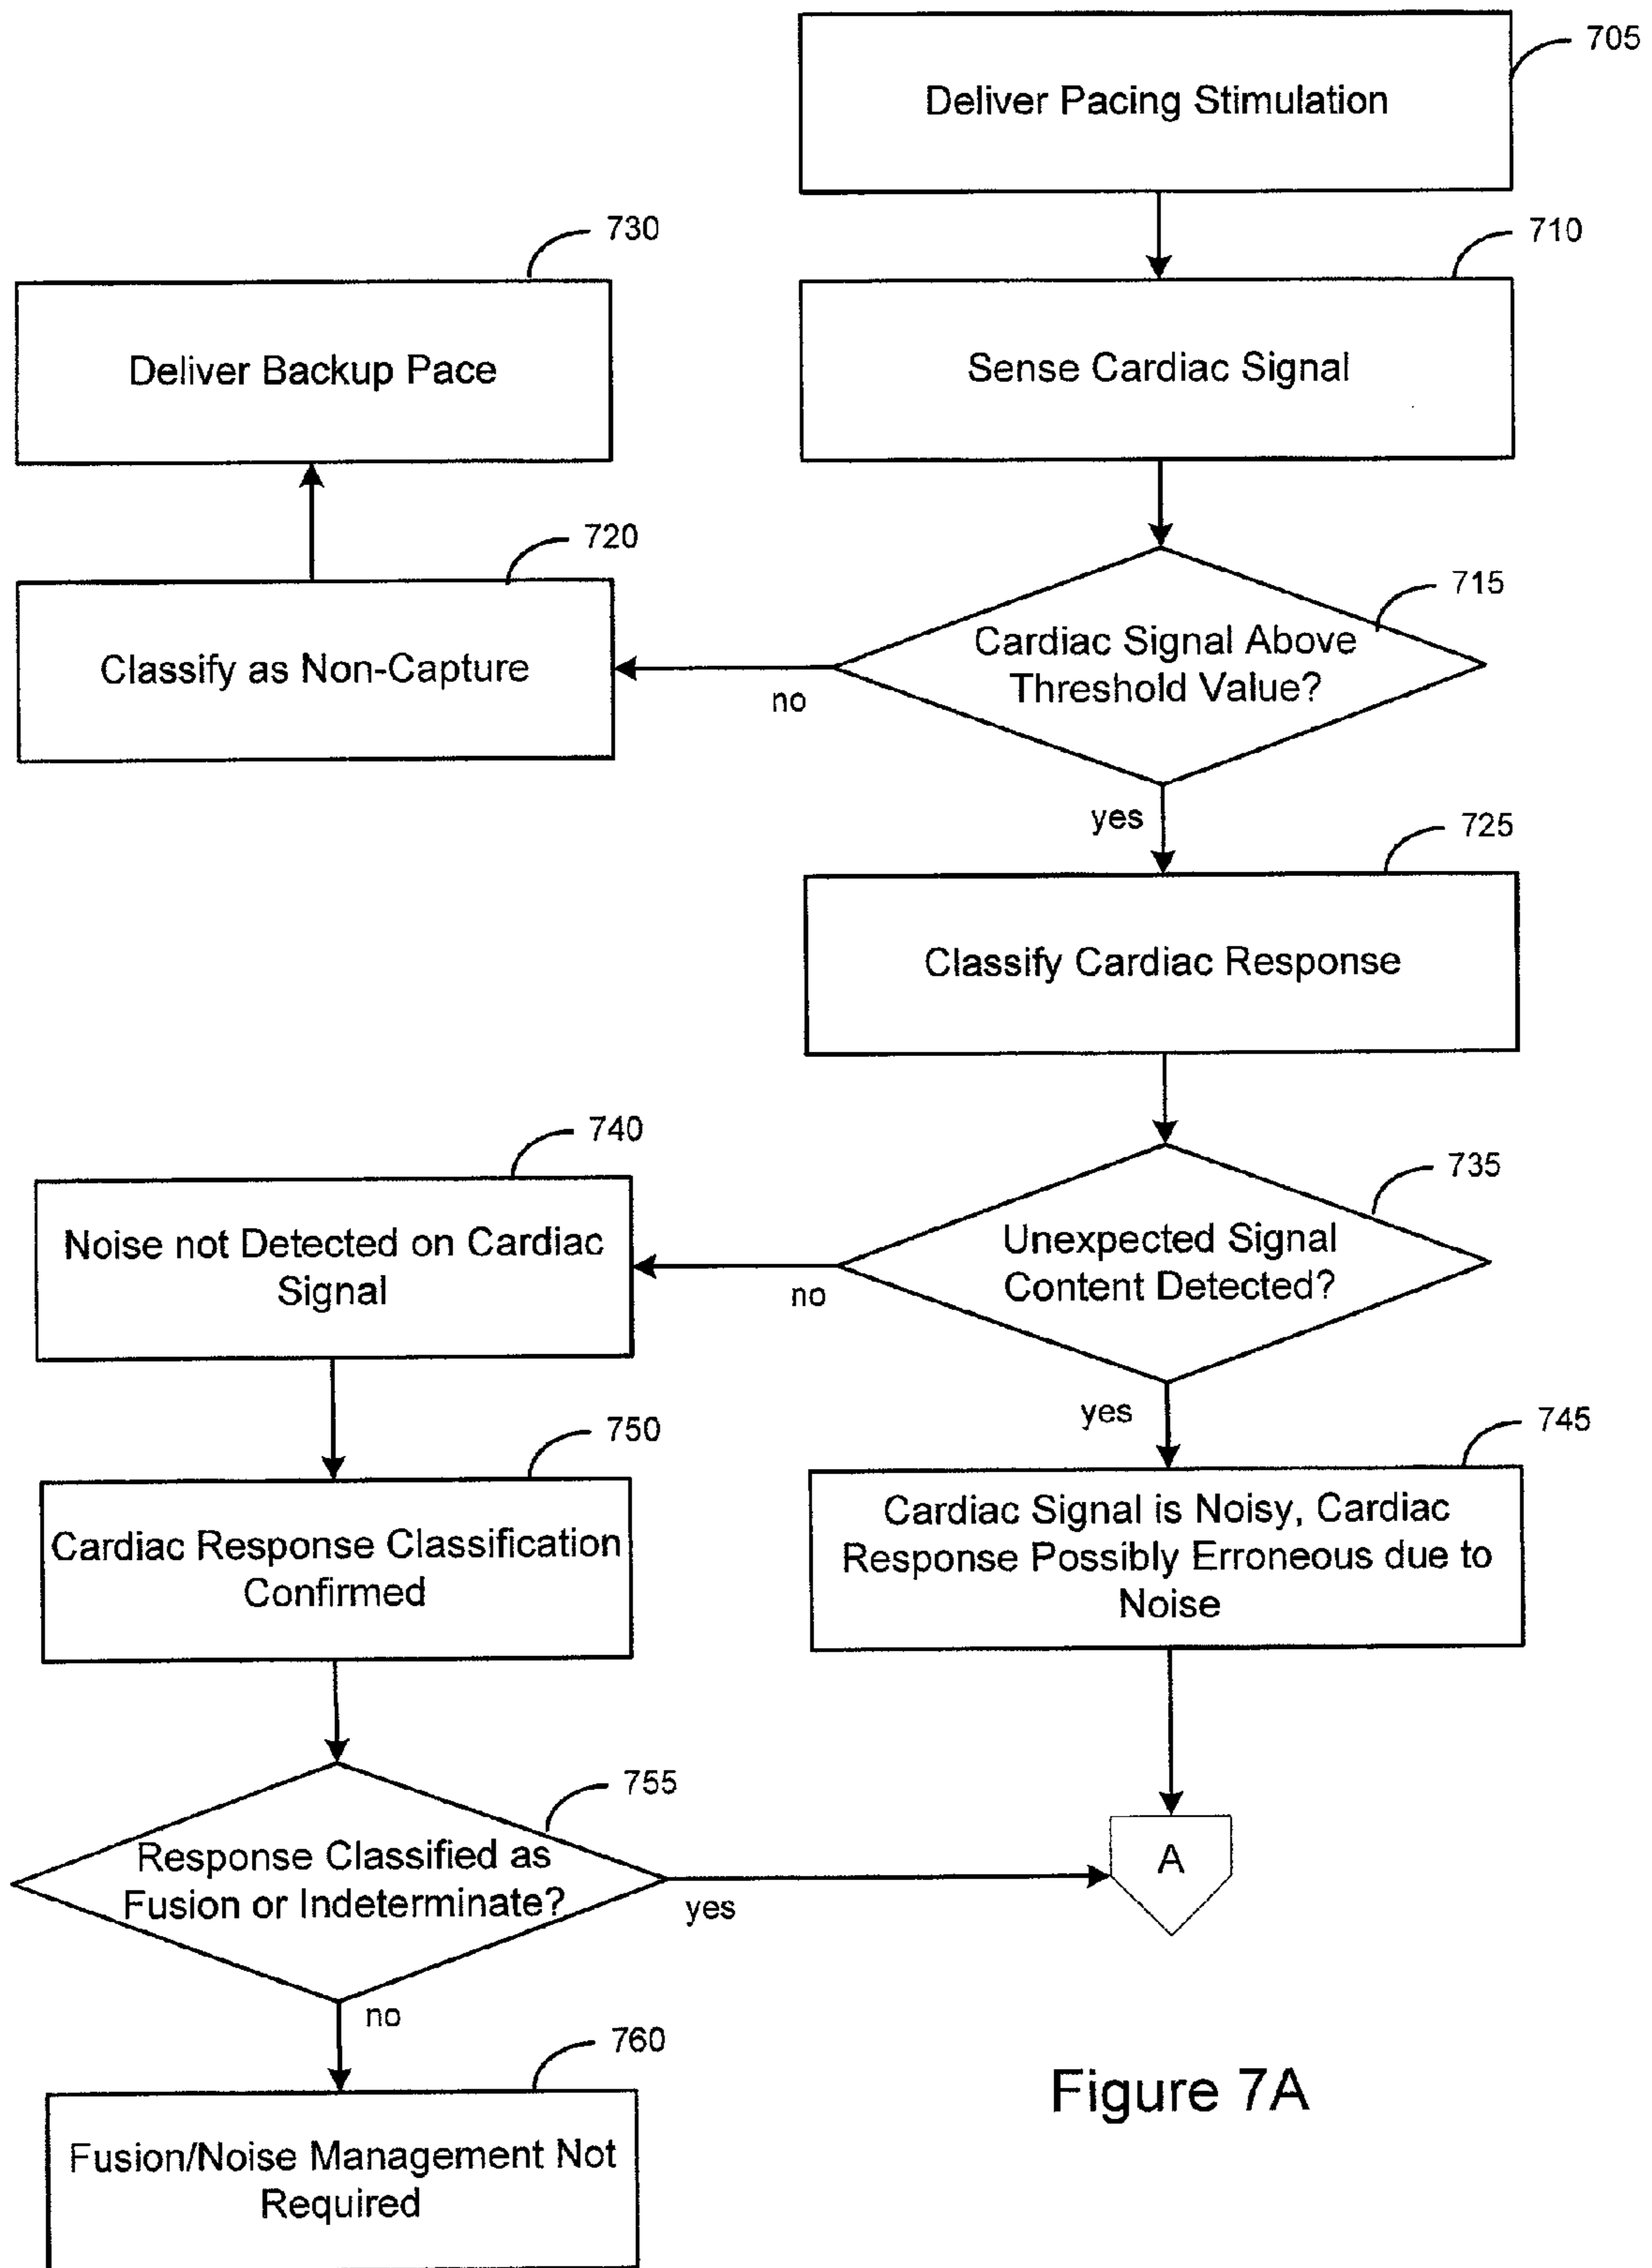 705
Deliver Pacing Stimulation
730
710
Deliver Backup Pace
Sense Cardiac Signal
720
715
Classify as Non-Capture
Cardiac Signal Above
Threshold Value?
no
yes
725
Classify Cardiac Response
740
735
Noise not Detected on Cardiac
Signal
Unexpected Signal
Content Detected?
no
yes
750
745
Cardiac Response Classification
Confirmed
Cardiac Signal is Noisy, Cardiac
Response Possibly Erroneous due to
Noise
755
Response Classified as
Fusion or Indeterminate?
yes
A
no
760
Fusion/Noise Management Not
Required
Figure 7A